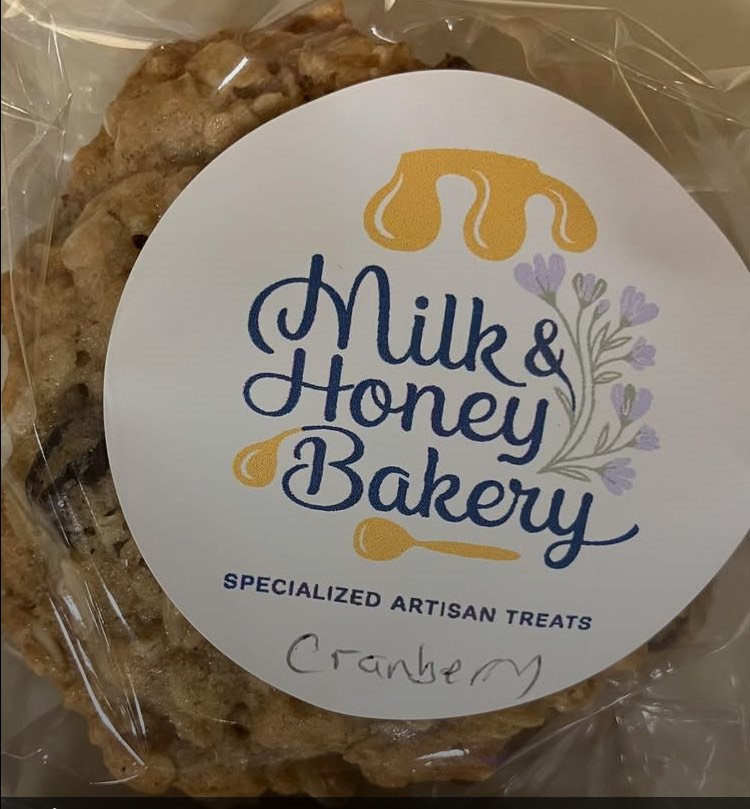 Milk &
Honey
Bakery
SPECIALIZED ARTISAN TREATS
Cranberry